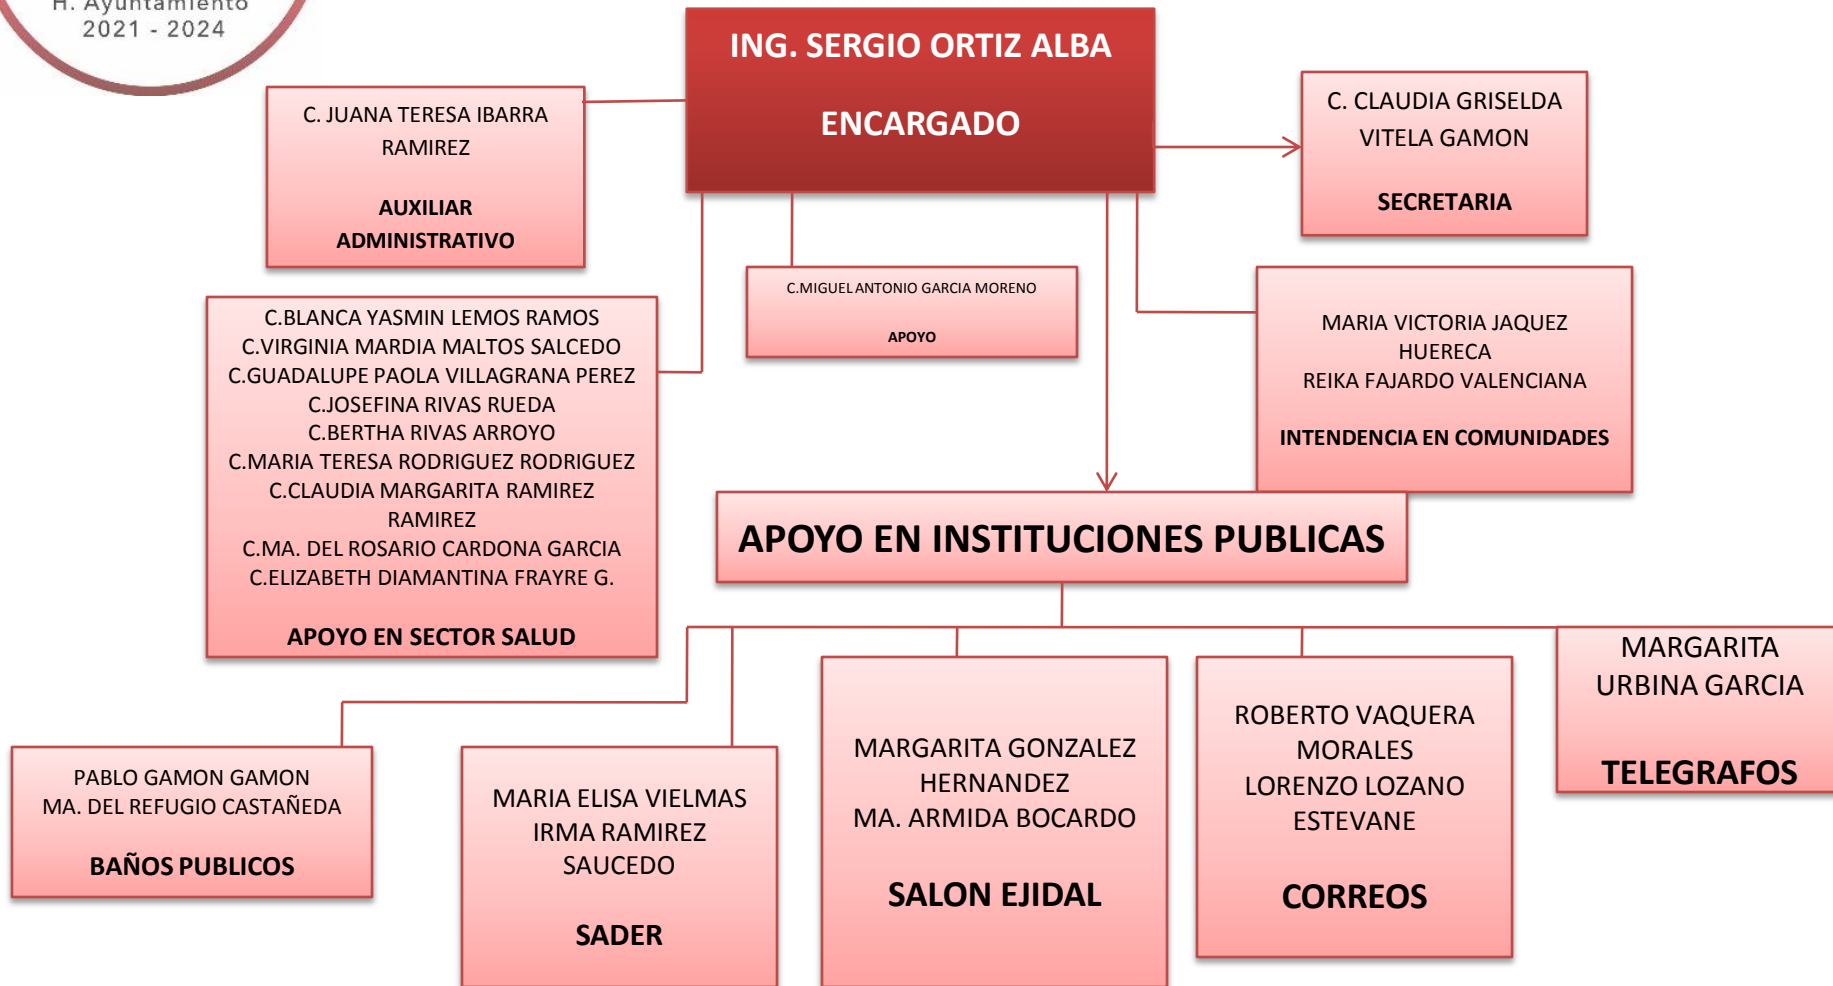 H. Ayuntamiento
2021 - 2024
ING. SERGIO ORTIZ ALBA
ENCARGADO
C. JUANA TERESA IBARRA
RAMIREZ
AUXILIAR
ADMINISTRATIVO
C. CLAUDIA GRISELDA
VITELA GAMON
SECRETARIA
C.MIGUEL ANTONIO GARCIA MORENO
APOYO
C.BLANCA YASMIN LEMOS RAMOS
C.VIRGINIA MARDIA MALTOS SALCEDO
C.GUADALUPE PAOLA VILLAGRANA PEREZ
C.JOSEFINA RIVAS RUEDA
C.BERTHA RIVAS ARROYO
C.MARIA TERESA RODRIGUEZ RODRIGUEZ
C.CLAUDIA MARGARITA RAMIREZ
RAMIREZ
C.MA. DEL ROSARIO CARDONA GARCIA
C.ELIZABETH DIAMANTINA FRAYRE G.
APOYO EN SECTOR SALUD
MARIA VICTORIA JAQUEZ
HUERECA
REIKA FAJARDO VALENCIANA
INTENDENCIA EN COMUNIDADES
APOYO EN INSTITUCIONES PUBLICAS
PABLO GAMON GAMON
MA. DEL REFUGIO CASTAÑEDA
BAÑOS PUBLICOS
MARIA ELISA VIELMAS
IRMA RAMIREZ
SAUCEDO
SADER
MARGARITA GONZALEZ
HERNANDEZ
MA. ARMIDA BOCARDO
SALON EJIDAL
ROBERTO VAQUERA
MORALES
LORENZO LOZANO
ESTEVANE
CORREOS
MARGARITA
URBINA GARCIA
TELEGRAFOS